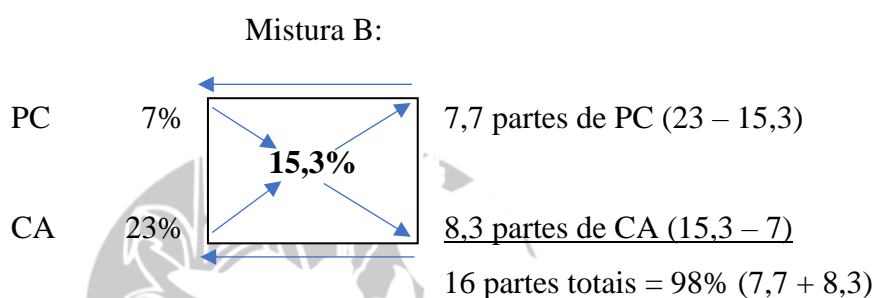 Mistura B:
PC 7% 7,7 partes de PC (23 – 15,3)
15,3%
CA 23% 8,3 partes de CA (15,3 – 7)
16 partes totais = 98% (7,7 + 8,3)